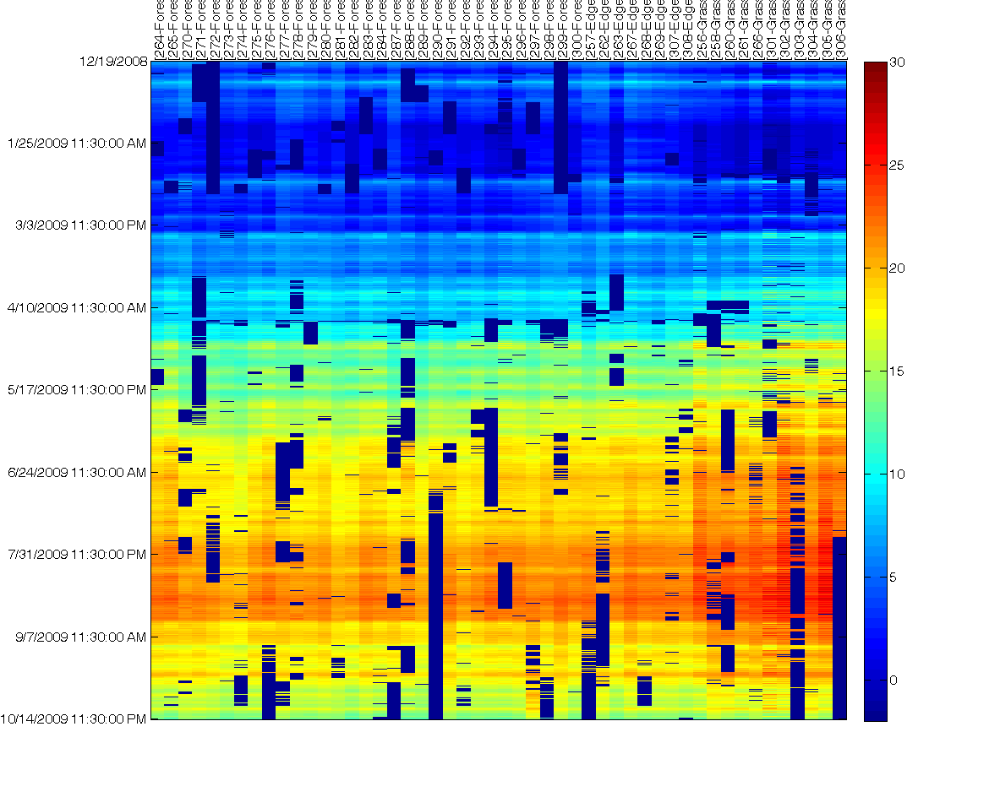 [264-Fores
[265-Fores
[270-Fores
[271-Fores
[272-Fores
[273-Fores
[274-Fores
[275-Fores
[276-Fores
[277-Fores
[278-Fores
[279-Fores
[280-Fores
[281-Fores
[282-Fores
[283-Fores
[284-Fores
[287-Fores
[288-Fores
[289-Fores
[290-Fores
[291-Fores
[292-Fores
[293-Fores
[294-Fores
[295-Fores
[296-Fores
[297-Fores
[298-Fores
[299-Fores
[300-Fores
[257-Edge
[262-Edge
[263-Edge
[267-Edge
[268-Edge
[269-Edge
[307-Edge
[308-Edge
[256-Grass
[258-Grass
[260-Grass
[261-Grass
[266-Grass
[301-Grass
[302-Grass
[303-Grass
[304-Grass
[305-Grass
[306-Grass
12/19/2008
1/25/2009 11:30:00 AM
3/3/2009 11:30:00 PM
4/10/2009 11:30:00 AM
5/17/2009 11:30:00 PM
6/24/2009 11:30:00 AM
7/31/2009 11:30:00 PM
9/7/2009 11:30:00 AM
10/14/2009 11:30:00 PM
30
25
20
15
10
5
0